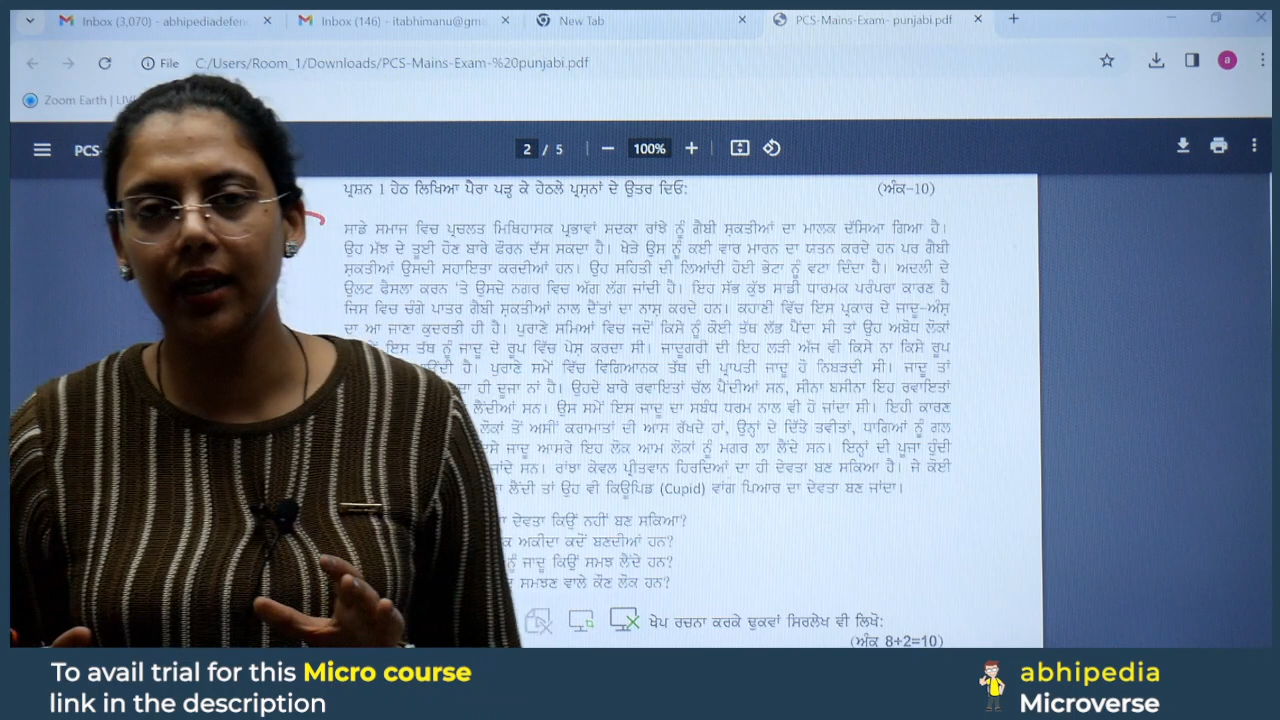 Inbox (3,070) - abhipediadefen
Inbox (146) - itabhimanu@gm
New Tab
PCS-Mains-Exam- punjabi.pdf
File C:/Users/Room_1/Downloads/PCS-Mains-Exam-%20punjabi.pdf
Zoom Earth | LIV
PCS-
2 / 5
100%
ਪ੍ਰਸ਼ਨ 1 ਹੇਠ ਲਿਖਿਆ ਪੈਰਾ ਪੜ੍ਹ ਕੇ ਹੇਠਲੇ ਪ੍ਰਸ਼ਨਾਂ ਦੇ ਉਤਰ ਦਿਓ: (ਅੰਕ-10)
ਸਾਡੇ ਸਮਾਜ ਵਿਚ ਪ੍ਰਚਲਤ ਮਿਥਿਹਾਸਕ ਪ੍ਰਭਾਵਾਂ ਸਦਕਾ ਰਾਂਝੇ ਨੂੰ ਗੈਬੀ ਸ਼ਕਤੀਆਂ ਦਾ ਮਾਲਕ ਦੱਸਿਆ ਗਿਆ ਹੈ।
ਉਹ ਮੱਝ ਦੇ ਤੂਈ ਹੋਣ ਬਾਰੇ ਫੌਰਨ ਦੱਸ ਸਕਦਾ ਹੈ। ਖੇੜੇ ਉਸ ਨੂੰ ਕਈ ਵਾਰ ਮਾਰਨ ਦਾ ਯਤਨ ਕਰਦੇ ਹਨ ਪਰ ਗੈਬੀ
ਸ਼ਕਤੀਆਂ ਉਸਦੀ ਸਹਾਇਤਾ ਕਰਦੀਆਂ ਹਨ। ਉਹ ਸਹਿਤੀ ਦੀ ਲਿਆਂਦੀ ਹੋਈ ਭੇਟਾ ਨੂੰ ਵਟਾ ਦਿੰਦਾ ਹੈ। ਅਦਲੀ ਦੇ
ਉਲਟ ਫੈਸਲਾ ਕਰਨ 'ਤੇ ਉਸਦੇ ਨਗਰ ਵਿਚ ਅੱਗ ਲੱਗ ਜਾਂਦੀ ਹੈ। ਇਹ ਸੱਭ ਕੁੱਝ ਸਾਡੀ ਧਾਰਮਕ ਪਰੰਪਰਾ ਕਾਰਣ ਹੈ
ਜਿਸ ਵਿਚ ਚੰਗੇ ਪਾਤਰ ਗੈਬੀ ਸ਼ਕਤੀਆਂ ਨਾਲ ਦੈਂਤਾਂ ਦਾ ਨਾਸ਼ ਕਰਦੇ ਹਨ। ਕਹਾਣੀ ਵਿੱਚ ਇਸ ਪ੍ਰਕਾਰ ਦੇ ਜਾਦੂ-ਅੰਸ਼
ਦਾ ਆ ਜਾਣਾ ਕੁਦਰਤੀ ਹੀ ਹੈ। ਪੁਰਾਣੇ ਸਮਿਆਂ ਵਿਚ ਜਦੋਂ ਕਿਸੇ ਨੂੰ ਕੋਈ ਤੱਥ ਲੱਭ ਪੈਂਦਾ ਸੀ ਤਾਂ ਉਹ ਅਬੋਧ ਲੋਕਾਂ
ਇਸ ਤੱਥ ਨੂੰ ਜਾਦੂ ਦੇ ਰੂਪ ਵਿੱਚ ਪੇਸ਼ ਕਰਦਾ ਸੀ। ਜਾਦੂਗਰੀ ਦੀ ਇਹ ਲੜੀ ਅੱਜ ਵੀ ਕਿਸੇ ਨਾ ਕਿਸੇ ਰੂਪ
ਹੈ। ਪੁਰਾਣੇ ਸਮੇਂ ਵਿੱਚ ਵਿਗਿਆਨਕ ਤੱਥ ਦੀ ਪ੍ਰਾਪਤੀ ਜਾਦੂ ਹੋ ਨਿਬੜਦੀ ਸੀ। ਜਾਦੂ ਤਾਂ
ਦਾ ਹੀ ਦੂਜਾ ਨਾਂ ਹੈ। ਉਹਦੇ ਬਾਰੇ ਰਵਾਇਤਾਂ ਚੱਲ ਪੈਂਦੀਆਂ ਸਨ, ਸੀਨਾ ਬਸੀਨਾ ਇਹ ਰਵਾਇਤਾਂ
ਲੈਂਦੀਆਂ ਸਨ। ਉਸ ਸਮੇਂ ਇਸ ਜਾਦੂ ਦਾ ਸਬੰਧ ਧਰਮ ਨਾਲ ਵੀ ਹੋ ਜਾਂਦਾ ਸੀ। ਇਹੀ ਕਾਰਣ
ਲੋਕਾਂ ਤੋਂ ਅਸੀਂ ਕਰਾਮਾਤਾਂ ਦੀ ਆਸ ਰੱਖਦੇ ਹਾਂ, ਉਨ੍ਹਾਂ ਦੇ ਦਿੱਤੇ ਤਵੀਤਾਂ, ਧਾਗਿਆਂ ਨੂੰ ਗਲ
ਜਾਦੂ ਆਸਰੇ ਇਹ ਲੋਕ ਆਮ ਲੋਕਾਂ ਨੂੰ ਮਗਰ ਲਾ ਲੈਂਦੇ ਸਨ। ਇਨ੍ਹਾਂ ਦੀ ਪੂਜਾ ਹੁੰਦੀ
ਜਾਂਦੇ ਸਨ। ਰਾਂਝਾ ਕੇਵਲ ਪ੍ਰੀਤਵਾਨ ਹਿਰਦਿਆਂ ਦਾ ਹੀ ਦੇਵਤਾ ਬਣ ਸਕਿਆ ਹੈ। ਜੇ ਕੋਈ
ਲੈਂਦੀ ਤਾਂ ਉਹ ਵੀ ਕਿਊਪਿਡ (Cupid) ਵਾਂਗ ਪਿਆਰ ਦਾ ਦੇਵਤਾ ਬਣ ਜਾਂਦਾ।
ਦੇਵਤਾ ਕਿਉਂ ਨਹੀਂ ਬਣ ਸਕਿਆ?
ਅਕੀਦਾ ਕਦੋਂ ਬਣਦੀਆਂ ਹਨ?
ਨੂੰ ਜਾਦੂ ਕਿਉਂ ਸਮਝ ਲੈਂਦੇ ਹਨ?
ਸਮਝਣ ਵਾਲੇ ਕੌਣ ਲੋਕ ਹਨ?
ਖੇਪ ਰਚਨਾ ਕਰਕੇ ਢੁਕਵਾਂ ਸਿਰਲੇਖ ਵੀ ਲਿਖੋ:
(ਅੰਕ 8+2=10)
To avail trial for this Micro course
link in the description
abhipedia
Microverse